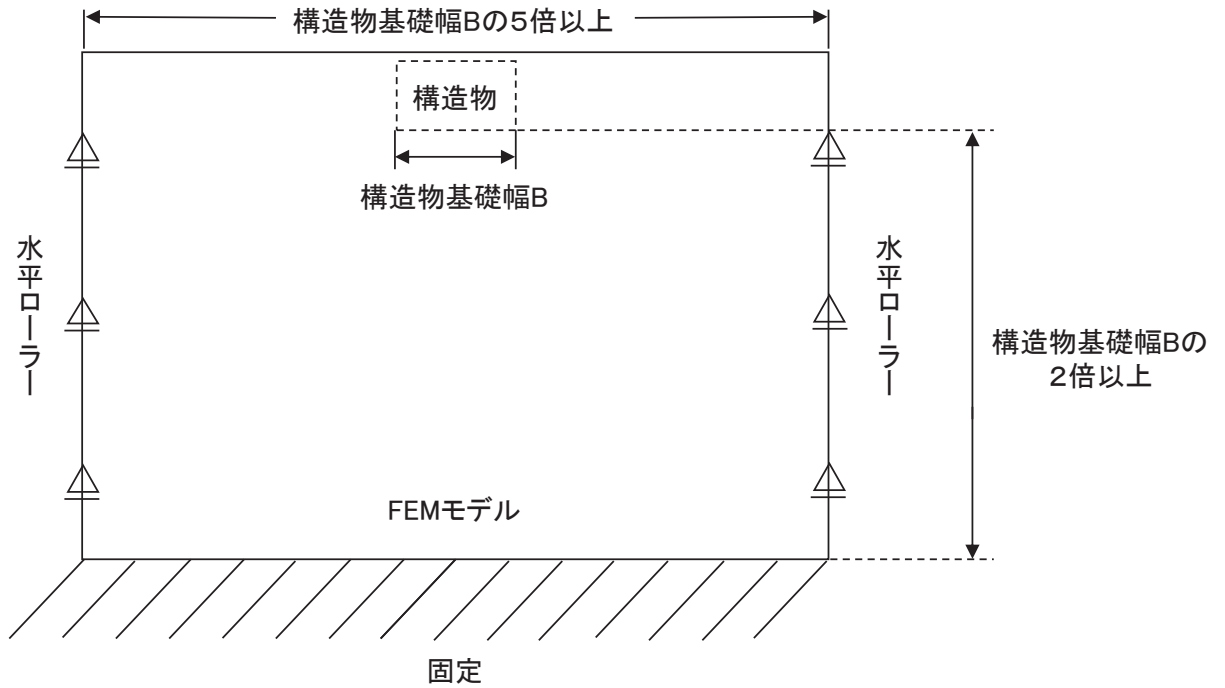 構造物基礎幅Bの5倍以上
構造物
構造物基礎幅B
水平ローラー
水平ローラー
構造物基礎幅Bの
2倍以上
FEMモデル
固定